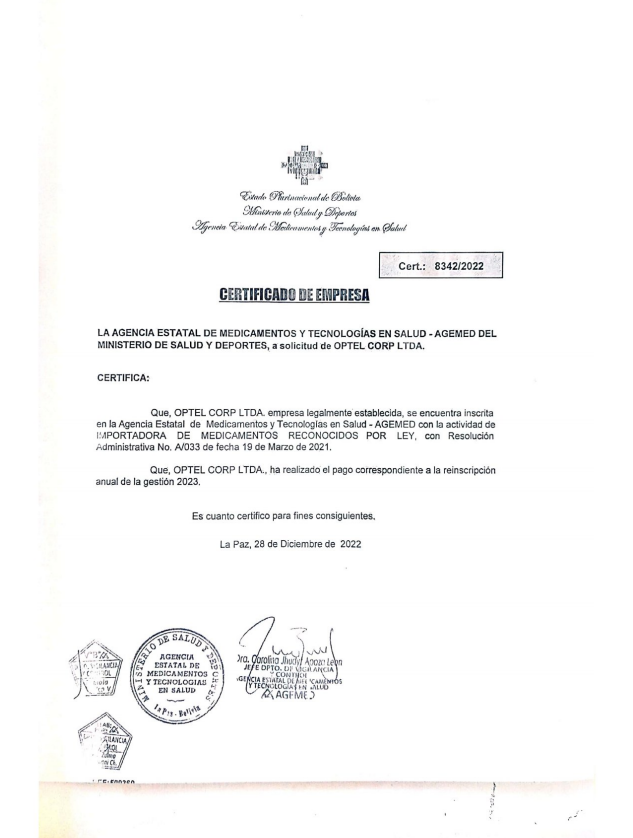 Estado Plurinacional de Bolivia
Ministerio de Salud y Deportes
Agencia Estatal de Medicamentos y Tecnologías en Salud
Cert.: 8342/2022
CERTIFICADO DE EMPRESA
LA AGENCIA ESTATAL DE MEDICAMENTOS Y TECNOLOGÍAS EN SALUD - AGEMED DEL
MINISTERIO DE SALUD Y DEPORTES, a solicitud de OPTEL CORP LTDA.
CERTIFICA:
Que, OPTEL CORP LTDA. empresa legalmente establecida, se encuentra inscrita
en la Agencia Estatal de Medicamentos y Tecnologías en Salud - AGEMED con la actividad de
IMPORTADORA DE MEDICAMENTOS RECONOCIDOS POR LEY, con Resolución
Administrativa No. A/033 de fecha 19 de Marzo de 2021.
Que, OPTEL CORP LTDA., ha realizado el pago correspondiente a la reinscripción
anual de la gestión 2023.
Es cuanto certifico para fines consiguientes.
La Paz, 28 de Diciembre de 2022
MINISTERIO DE SALUD Y DEPORTES
AGENCIA
ESTATAL DE
MEDICAMENTOS
Y TECNOLOGIAS
EN SALUD
La Paz - Bolivia
Dra. Carolina Jhudy Apaza Leon
JEFE DPTO. DE VIGILANCIA
Y CONTROL
AGENCIA ESTATAL DE MEDICAMENTOS
Y TECNOLOGÍAS EN SALUD
AGEMED